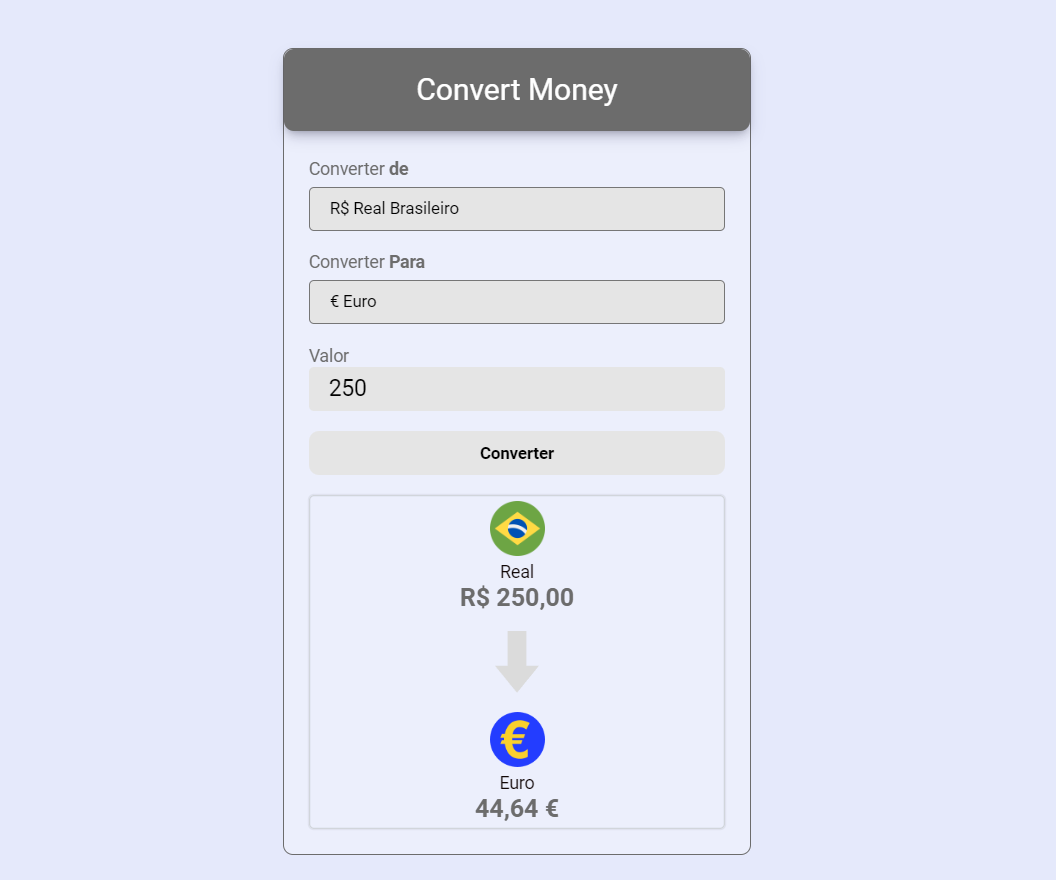 Convert Money
Converter de
R$ Real Brasileiro
Converter Para
€ Euro
Valor
250
Converter
Real
R$ 250,00
€
Euro
44,64 €